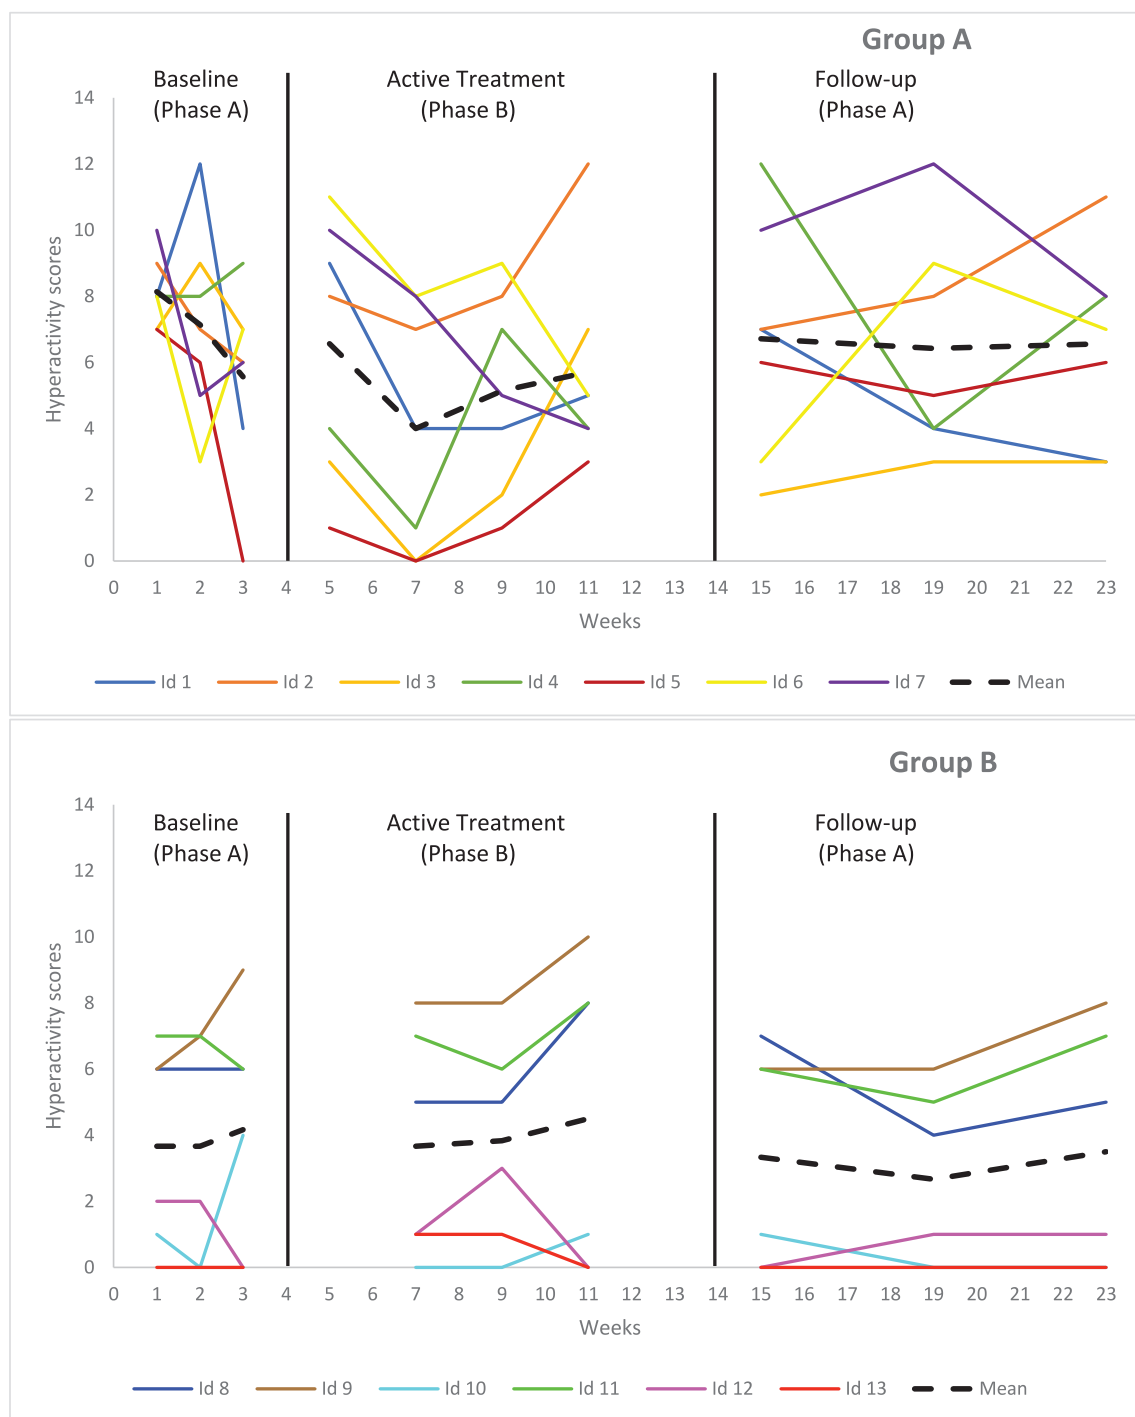 Group A
Baseline
(Phase A)
Active Treatment
(Phase B)
Follow-up
(Phase A)
14
12
10
8
6
4
2
0
Hyperactivity scores
0 1 2 3 4 5 6 7 8 9 10 11 12 13 14 15 16 17 18 19 20 21 22 23
Weeks
Id 1 Id 2 Id 3 Id 4 Id 5 Id 6 Id 7 Mean
Group B
Baseline
(Phase A)
Active Treatment
(Phase B)
Follow-up
(Phase A)
14
12
10
8
6
4
2
0
Hyperactivity scores
0 1 2 3 4 5 6 7 8 9 10 11 12 13 14 15 16 17 18 19 20 21 22 23
Weeks
Id 8 Id 9 Id 10 Id 11 Id 12 Id 13 Mean